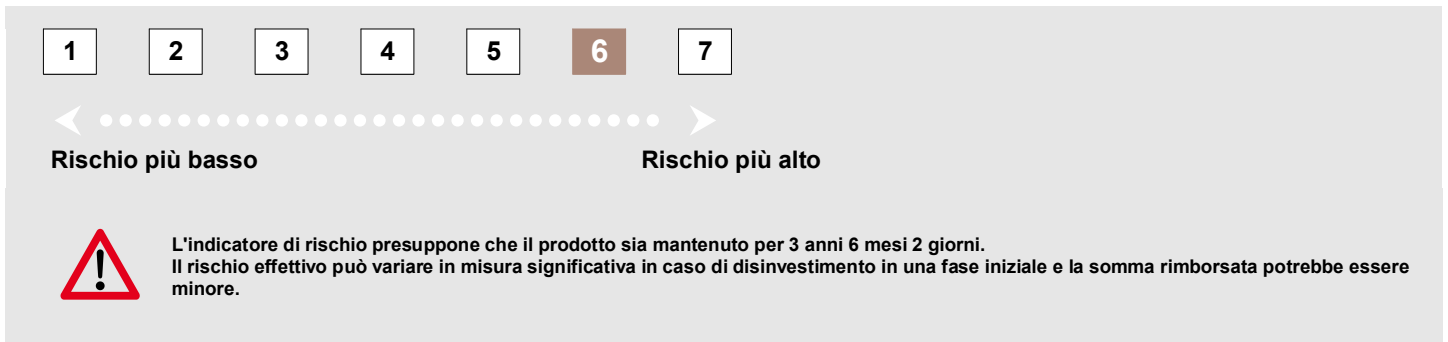 1 2 3 4 5 6 7
Rischio più basso Rischio più alto
L'indicatore di rischio presuppone che il prodotto sia mantenuto per 3 anni 6 mesi 2 giorni.
Il rischio effettivo può variare in misura significativa in caso di disinvestimento in una fase iniziale e la somma rimborsata potrebbe essere
minore.